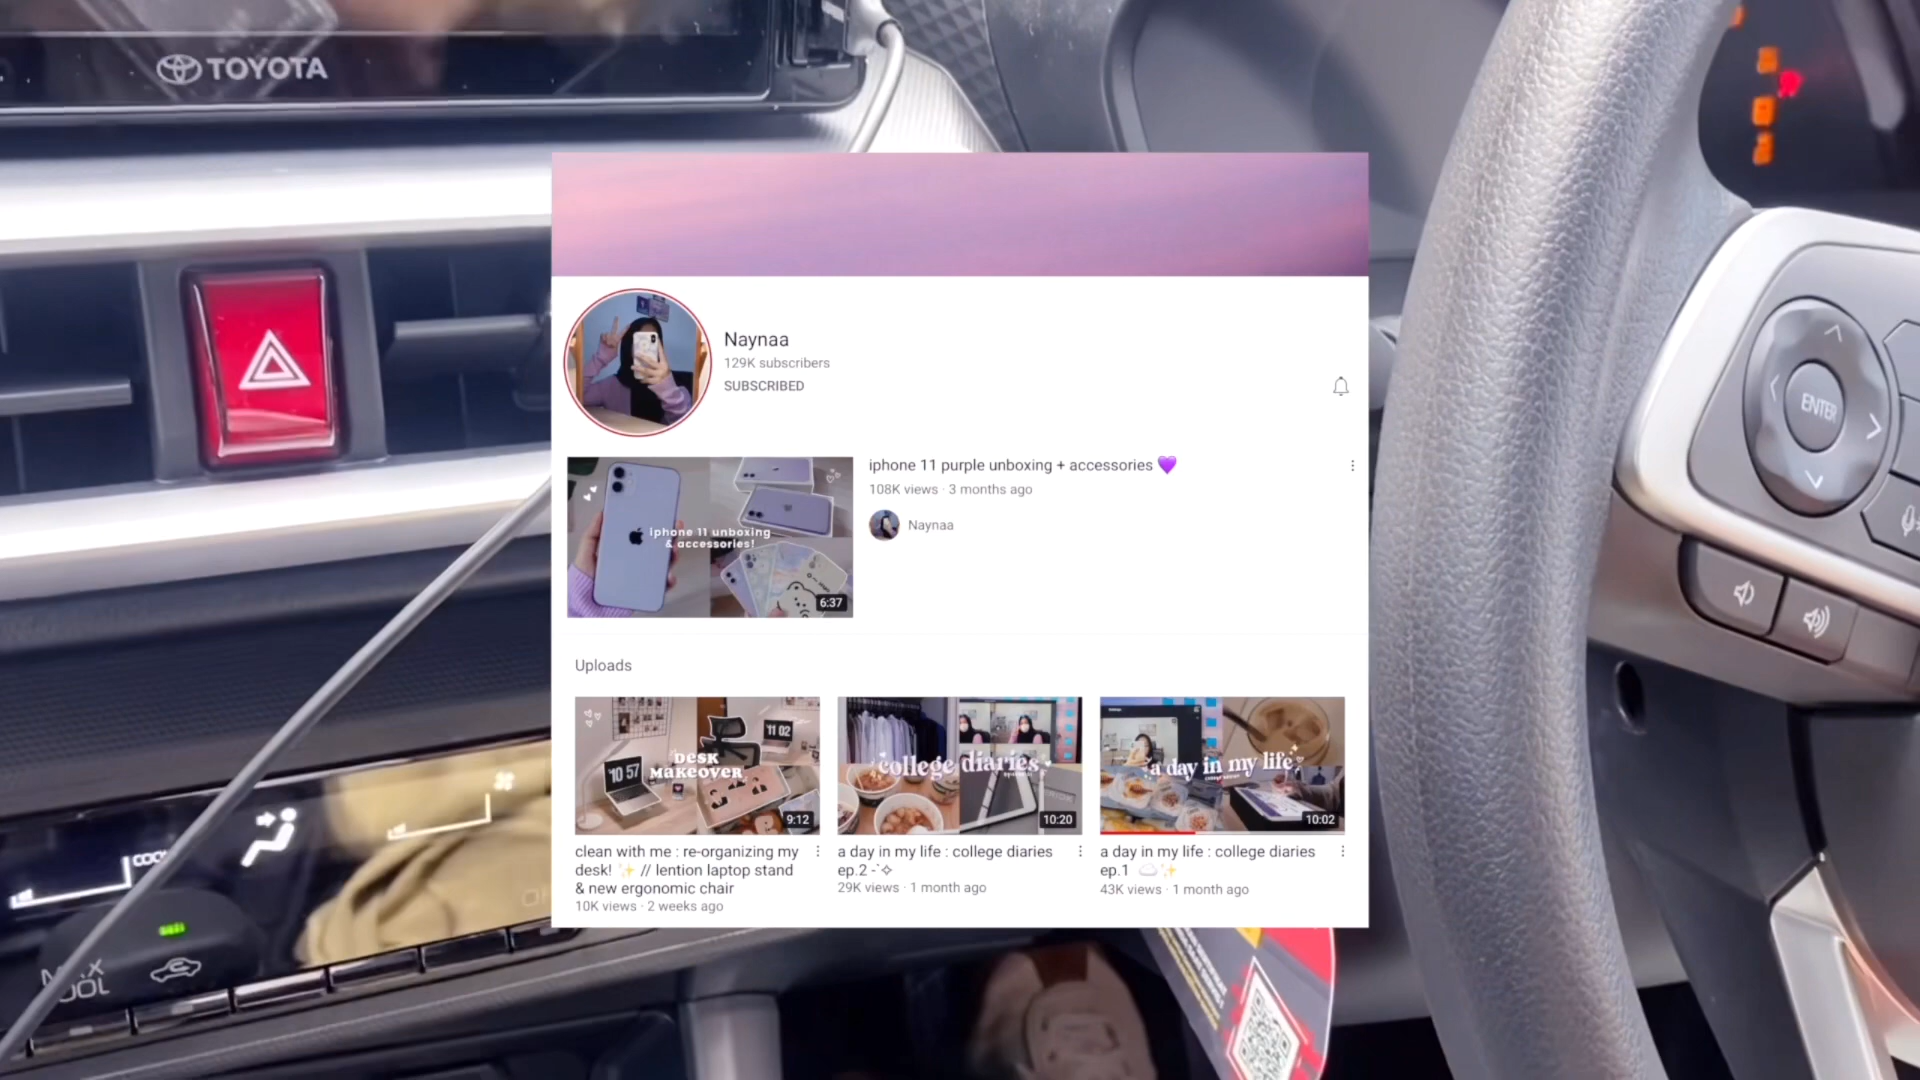 TOYOTA
Naynaa
129K subscribers
SUBSCRIBED
iphone 11 purple unboxing + accessories 💜
108K views · 3 months ago
Naynaa
iphone 11 unboxing
& accessories!
6:37
Uploads
10 57
11 02
DESK
MAKEOVER
9:12
college diaries
10:20
a day in my life
10:02
clean with me : re-organizing my
desk! ✨ // lention laptop stand
& new ergonomic chair
10K views · 2 weeks ago
a day in my life : college diaries
ep.2 -`✧
29K views · 1 month ago
a day in my life : college diaries
ep.1 ☁️✨
43K views · 1 month ago
ENTER
COOL